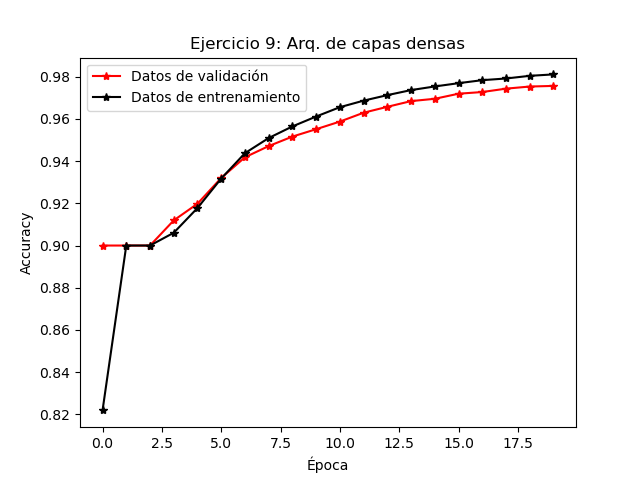 Ejercicio 9: Arq. de capas densas
Datos de validación
Datos de entrenamiento
Accuracy
0.98
0.96
0.94
0.92
0.90
0.88
0.86
0.84
0.82
0.0 2.5 5.0 7.5 10.0 12.5 15.0 17.5
Época